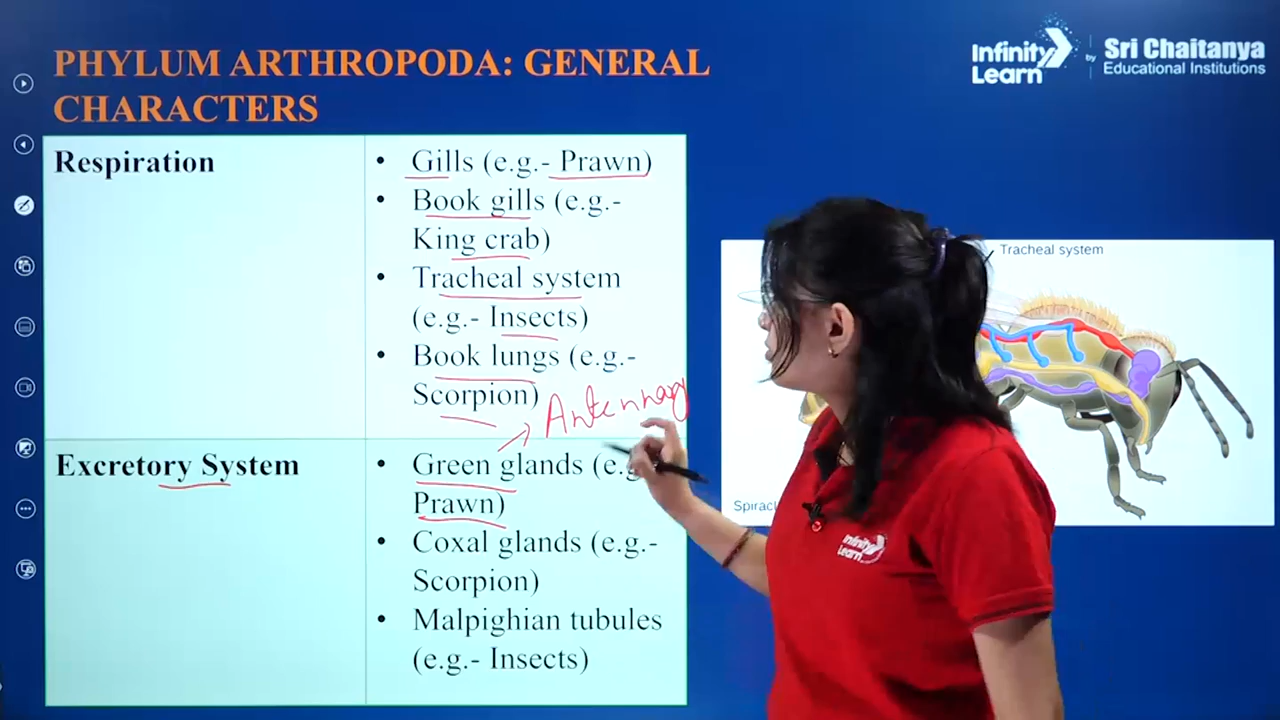 PHYLUM ARTHROPODA: GENERAL
CHARACTERS
Infinity
Learn
by
Sri Chaitanya
Educational Institutions
Respiration
• Gills (e.g.- Prawn)
• Book gills (e.g.-
King crab)
• Tracheal system
(e.g.- Insects)
• Book lungs (e.g.-
Scorpion)
Antennary
Excretory System
• Green glands (e.g
Prawn)
• Coxal glands (e.g.-
Scorpion)
• Malpighian tubules
(e.g.- Insects)
Tracheal system
Spiracl
Infinity
Learn